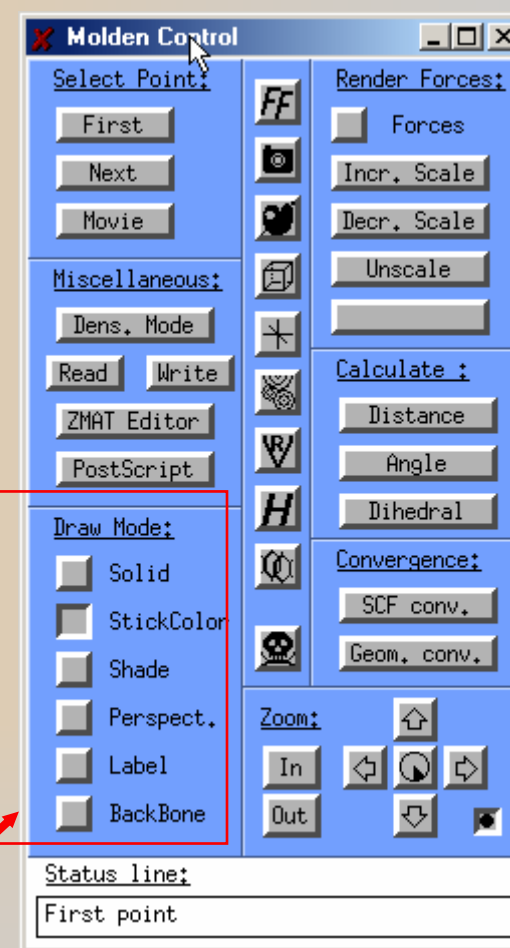 Molden Control
Select Point:
First
Next
Movie
Miscellaneous:
Dens. Mode
Read Write
ZMAT Editor
PostScript
Draw Mode:
Solid
StickColor
Shade
Perspect.
Label
BackBone
FF
H
Render Forces:
Forces
Incr. Scale
Decr. Scale
Unscale
Calculate :
Distance
Angle
Dihedral
Convergence:
SCF conv.
Geom. conv.
Zoom:
In
Out
Status line:
First point